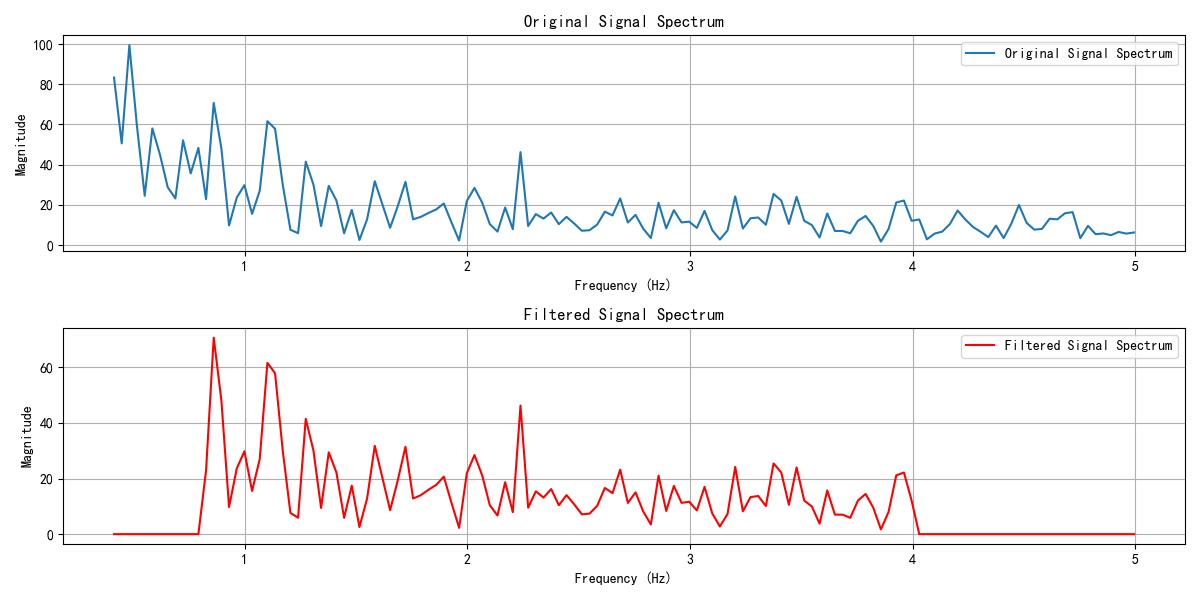 Original Signal Spectrum
100
80
60
40
20
0
Magnitude
Original Signal Spectrum
1 2 3 4 5
Frequency (Hz)
Filtered Signal Spectrum
60
40
20
0
Magnitude
Filtered Signal Spectrum
1 2 3 4 5
Frequency (Hz)